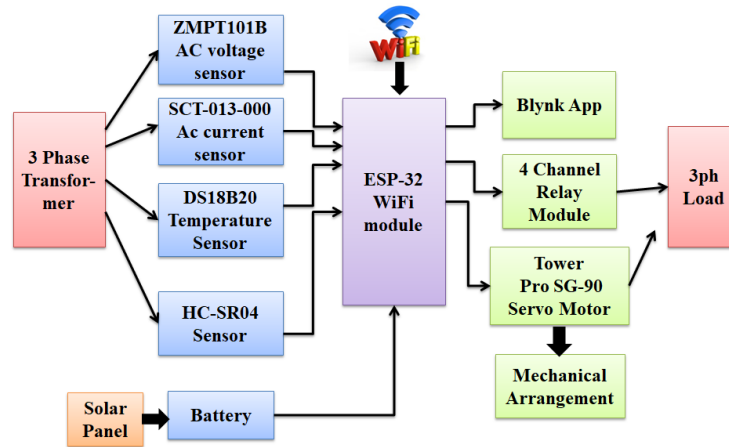 ZMPT101B
AC voltage
sensor
SCT-013-000
Ac current
sensor
3 Phase
Transfor-
mer
DS18B20
Temperature
Sensor
HC-SR04
Sensor
Solar
Panel
Battery
WiFi
ESP-32
WiFi
module
Blynk App
4 Channel
Relay
Module
3ph
Load
Tower
Pro SG-90
Servo Motor
Mechanical
Arrangement